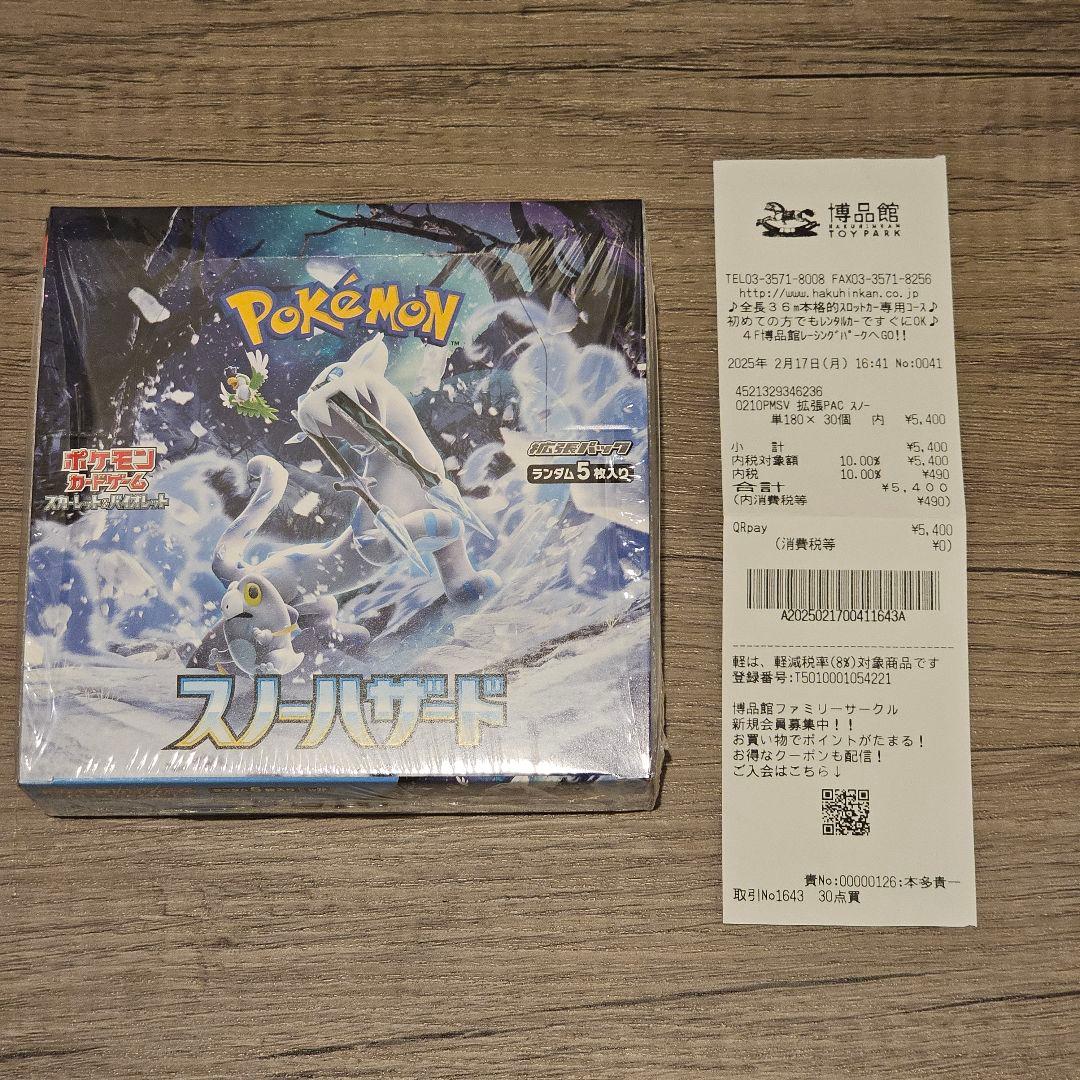 POKéMON
TM
ポケモン
カードゲーム
スカーレット&バイオレット
拡張パック
ランダム5枚入り
スノーハザード
博品館
HAKUHINKAN
TOY PARK
TEL03-3571-8008 FAX03-3571-8256
http://www.hakuhinkan.co.jp
♪全長36m本格的スロットカー専用コース♪
初めての方でもレンタルカーですぐにOK♪
4F博品館レーシングパークへGO!!
2025年 2月17日(月) 16:41 No:0041
4521329346236
0210PMSV 拡張PAC スノー
単180× 30個 内 ¥5,400
小 計 ¥5,400
内税対象額 10.00% ¥5,400
内税 10.00% ¥490
合計 ¥5,400
(内消費税等 ¥490)
QRpay ¥5,400
(消費税等 ¥0)
A2025021700411643A
軽は、軽減税率(8%)対象商品です
登録番号:T5010001054221
博品館ファミリーサークル
新規会員募集中!!
お買い物でポイントがたまる!
お得なクーポンも配信!
ご入会はこちら↓
責No:00000126:本多貴一
取引No1643 30点買